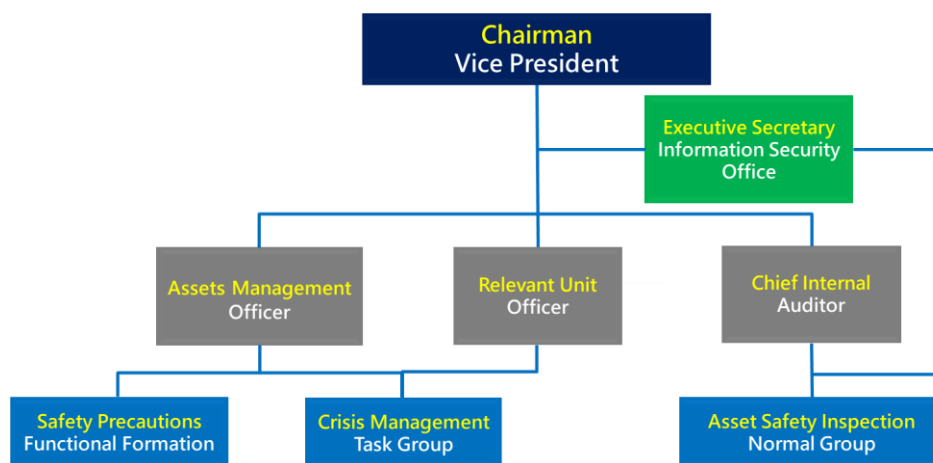 Chairman
Vice President
Executive Secretary
Information Security
Office
Assets Management
Officer
Relevant Unit
Officer
Chief Internal
Auditor
Safety Precautions
Functional Formation
Crisis Management
Task Group
Asset Safety Inspection
Normal Group